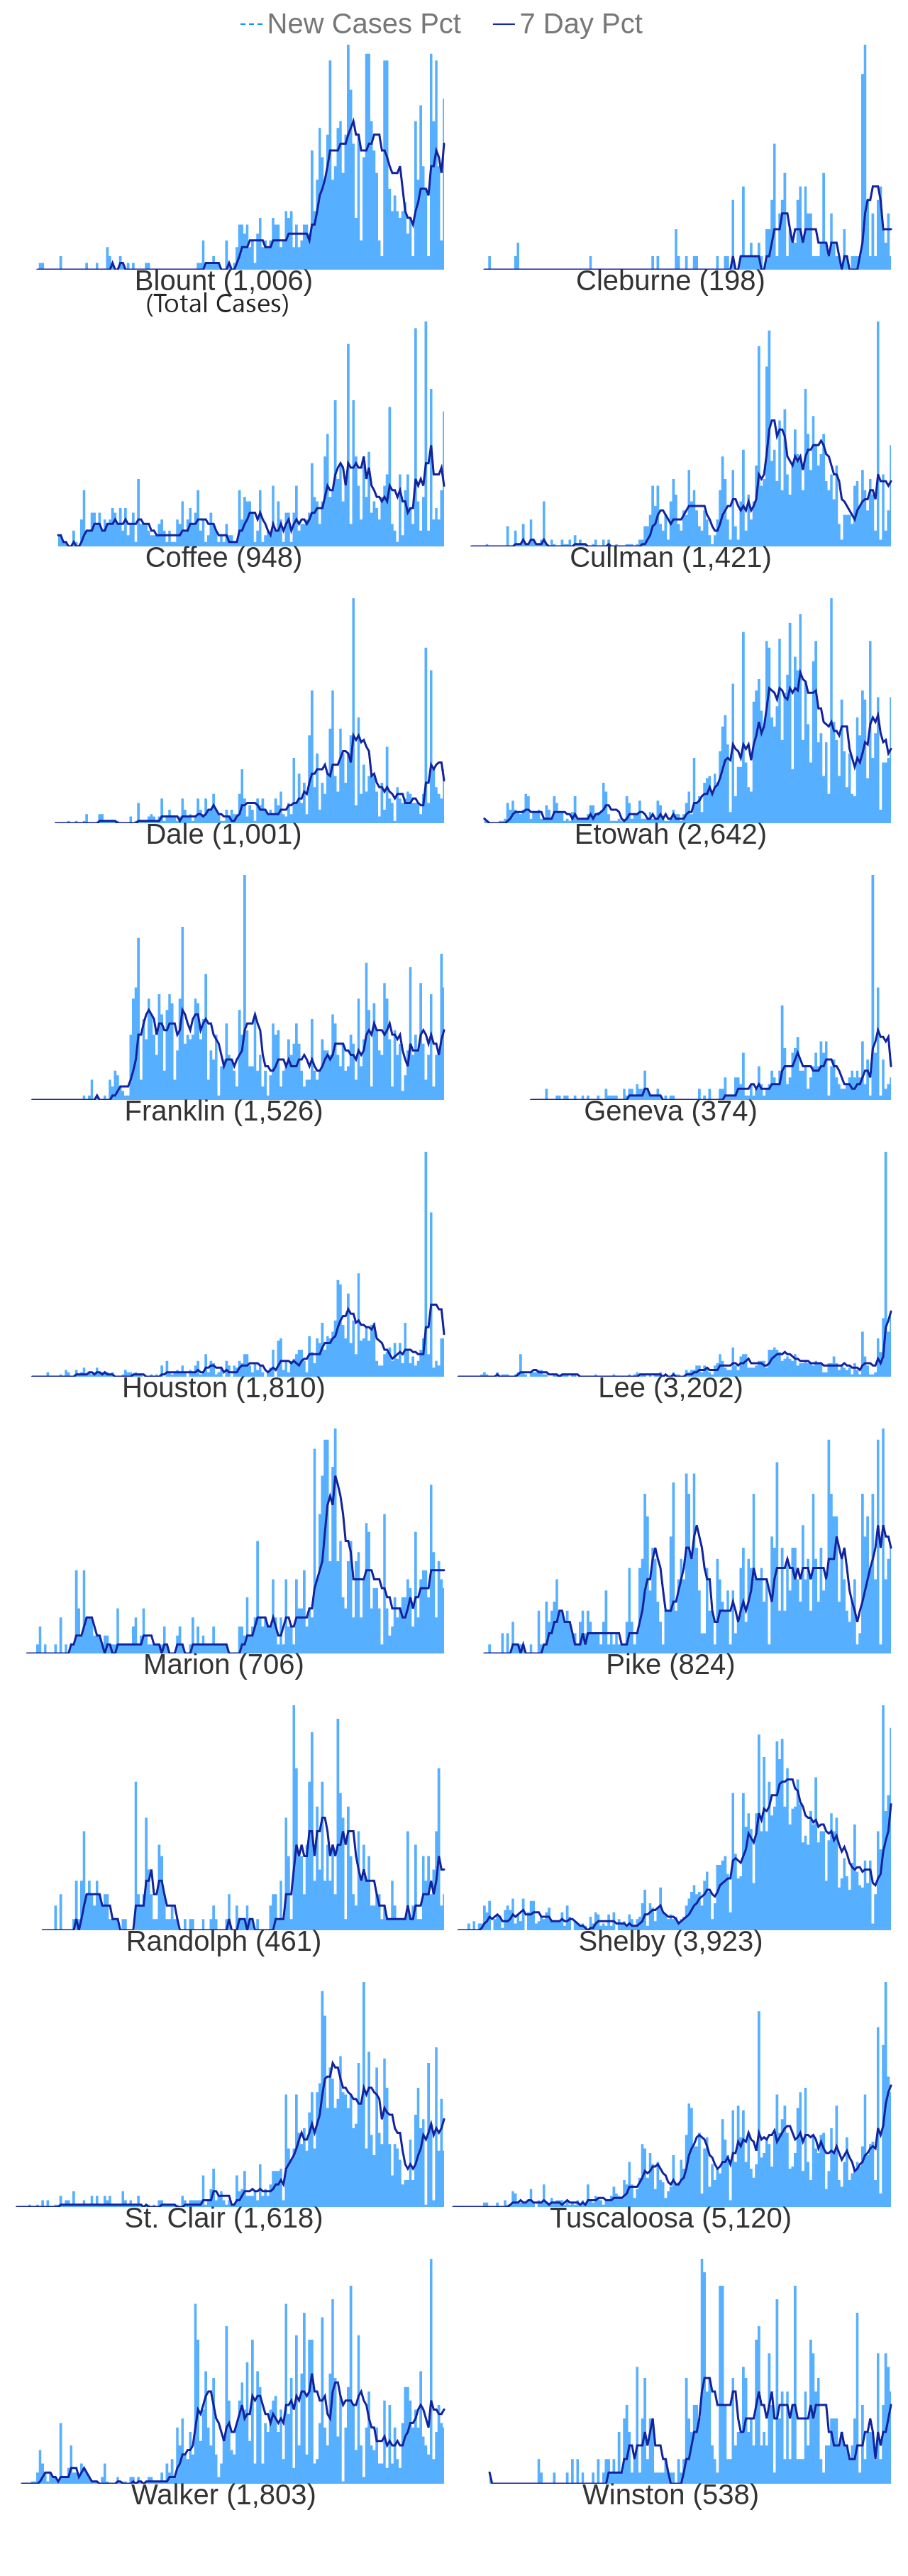 New Cases Pct 7 Day Pct
Blount (1,006) Cleburne (198)
(Total Cases)
Coffee (948) Cullman (1,421)
Dale (1,001) Etowah (2,642)
Franklin (1,526) Geneva (374)
Houston (1,810) Lee (3,202)
Marion (706) Pike (824)
Randolph (461) Shelby (3,923)
St. Clair (1,618) Tuscaloosa (5,120)
Walker (1,803) Winston (538)